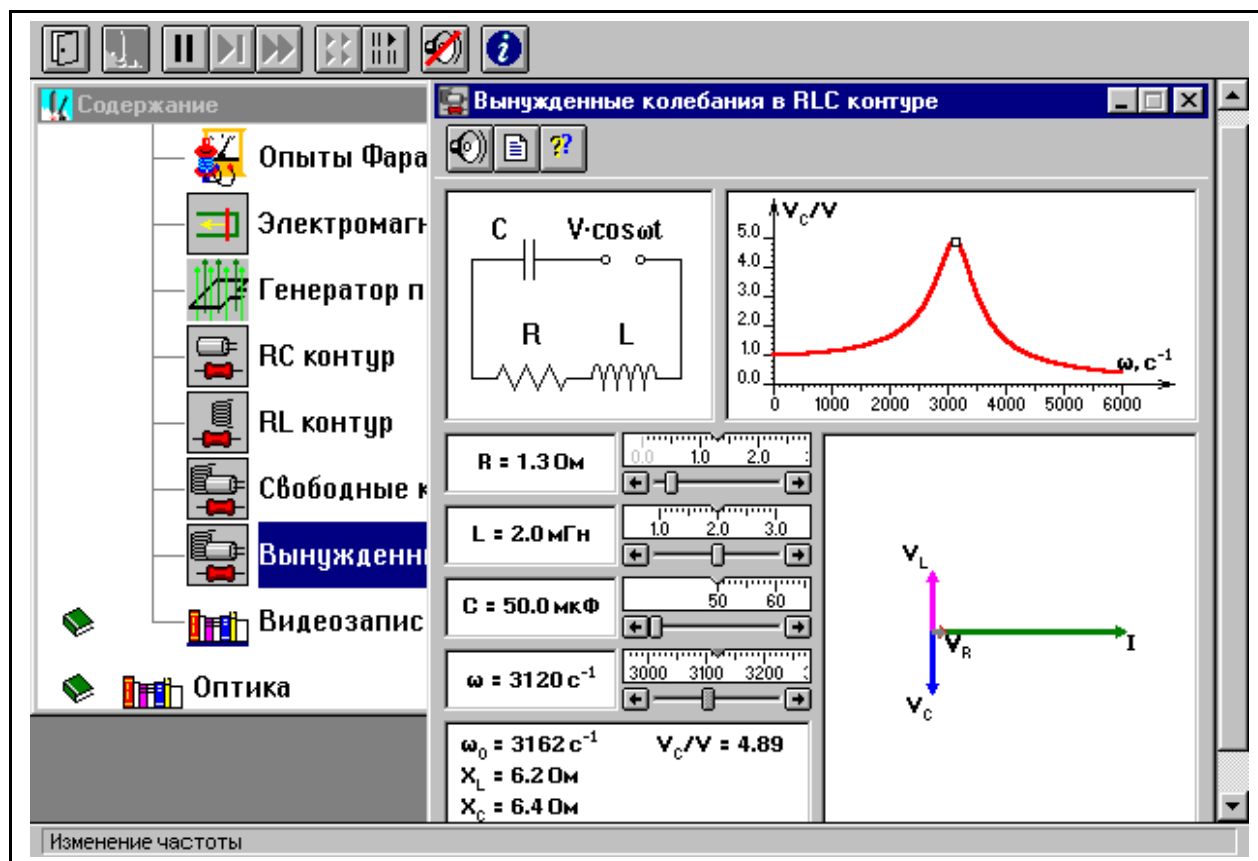 Содержание
Опыты Фара
Электромагн
Генератор п
RC контур
RL контур
Свободные к
Вынужденн
Видеозапис
Оптика
Вынужденные колебания в RLC контуре
C V·cosωt
R L
V_C/V
5.0
4.0
3.0
2.0
1.0
0.0
ω, c⁻¹
0 1000 2000 3000 4000 5000 6000
R = 1.3 Ом
0.0 1.0 2.0
L = 2.0 мГн
1.0 2.0 3.0
C = 50.0 мкФ
50 60
ω = 3120 c⁻¹
3000 3100 3200
V_L
I
V_R
V_C
ω₀ = 3162 c⁻¹ V_C/V = 4.89
X_L = 6.2 Ом
X_C = 6.4 Ом
Изменение частоты